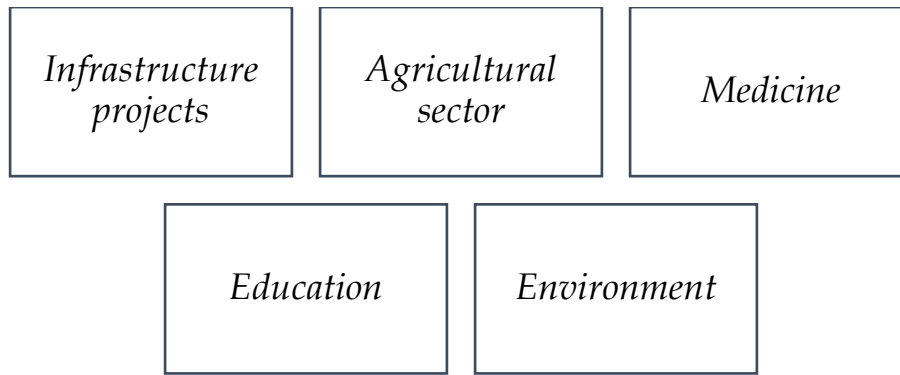 Infrastructure
projects
Agricultural
sector
Medicine
Education
Environment